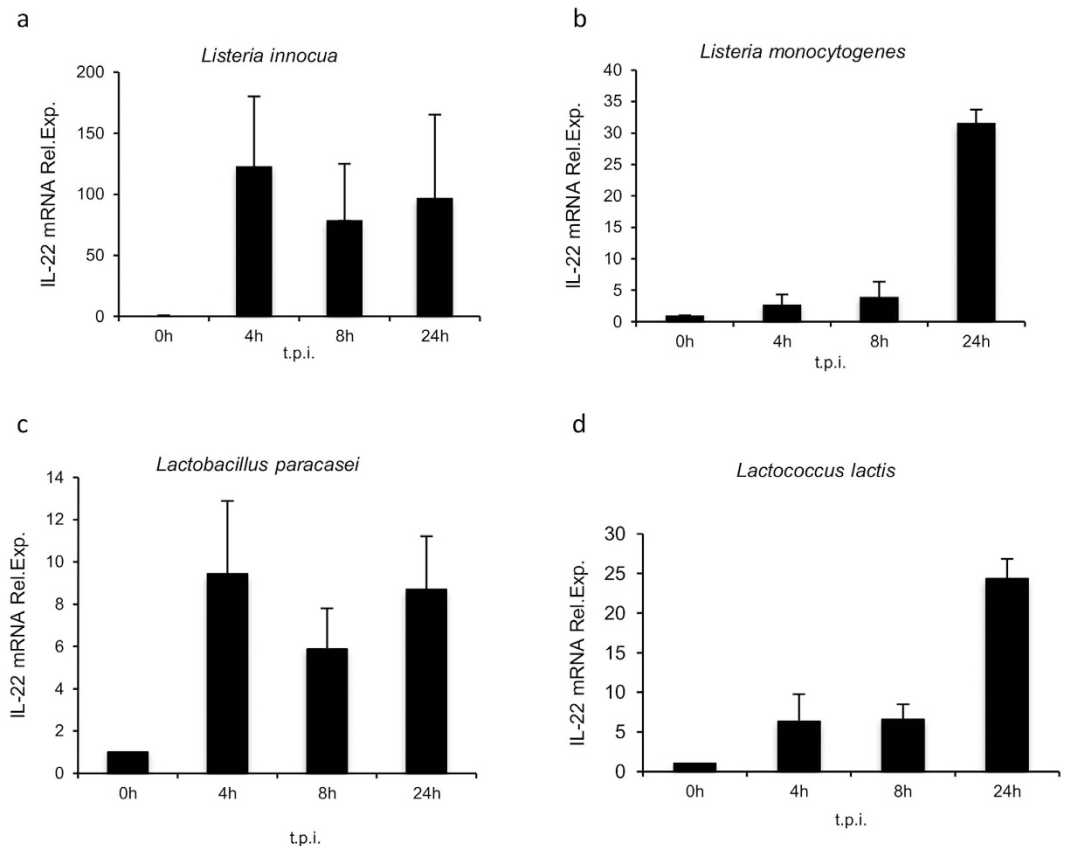 a
Listeria innocua
IL-22 mRNA Rel.Exp.
200
150
100
50
0
0h 4h 8h 24h
t.p.i.
b
Listeria monocytogenes
IL-22 mRNA Rel.Exp.
40
35
30
25
20
15
10
5
0
0h 4h 8h 24h
t.p.i.
c
Lactobacillus paracasei
IL-22 mRNA Rel.Exp.
14
12
10
8
6
4
2
0
0h 4h 8h 24h
t.p.i.
d
Lactococcus lactis
IL-22 mRNA Rel.Exp.
30
25
20
15
10
5
0
0h 4h 8h 24h
t.p.i.